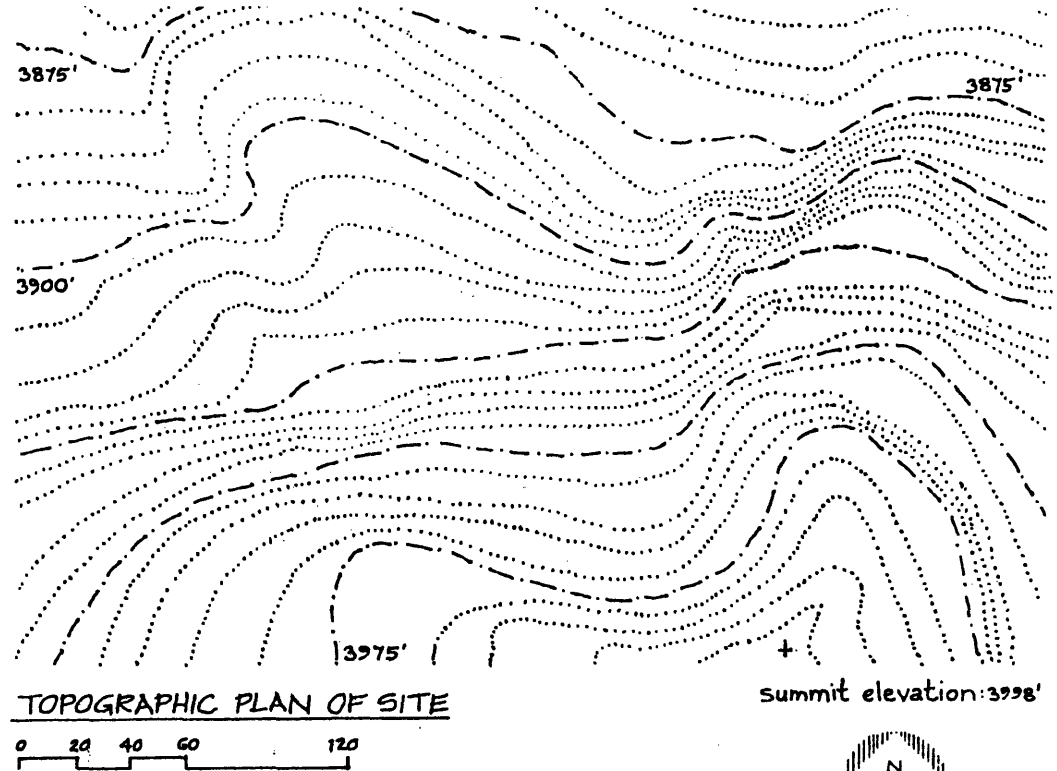 3875'
3875'
3900'
3975'
TOPOGRAPHIC PLAN OF SITE
summit elevation: 3998'
0 20 40 60 120
N